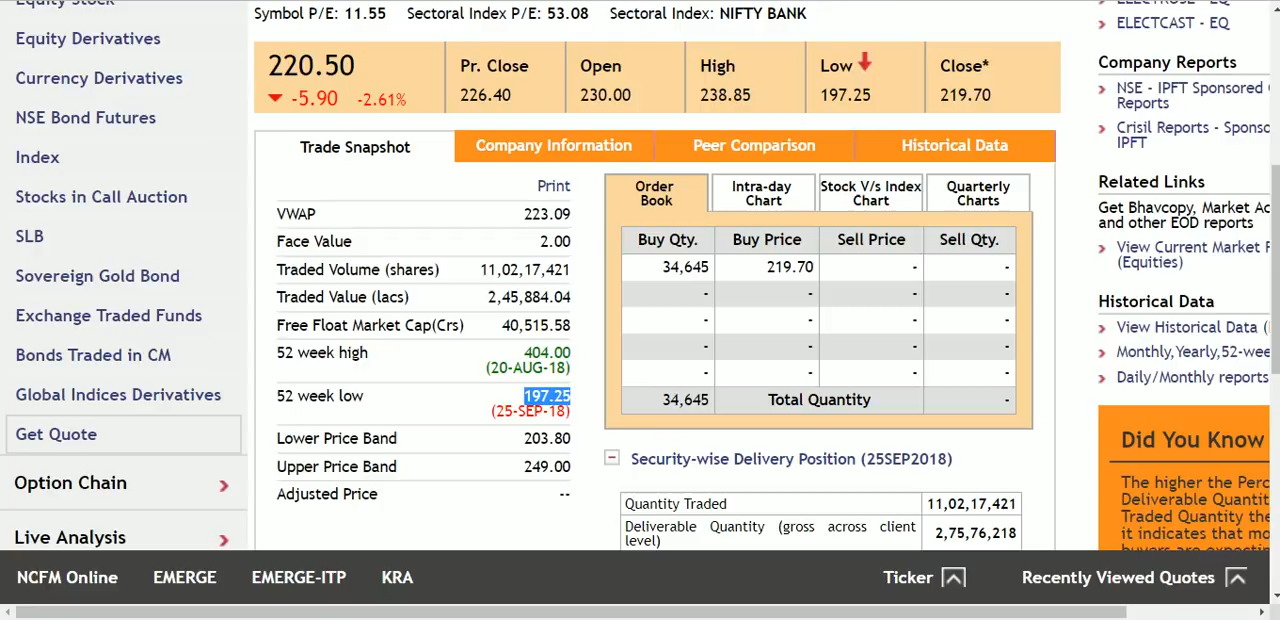 Symbol P/E: 11.55 Sectoral Index P/E: 53.08 Sectoral Index: NIFTY BANK
Equity Derivatives
Currency Derivatives
NSE Bond Futures
Index
Stocks in Call Auction
SLB
Sovereign Gold Bond
Exchange Traded Funds
Bonds Traded in CM
Global Indices Derivatives
Get Quote
Option Chain
Live Analysis
220.50
-5.90 -2.61%
Pr. Close
226.40
Open
230.00
High
238.85
Low
197.25
Close*
219.70
Trade Snapshot
Company Information
Peer Comparison
Historical Data
Print
VWAP 223.09
Face Value 2.00
Traded Volume (shares) 11,02,17,421
Traded Value (lacs) 2,45,884.04
Free Float Market Cap(Crs) 40,515.58
52 week high 404.00
(20-AUG-18)
52 week low 197.25
(25-SEP-18)
Lower Price Band 203.80
Upper Price Band 249.00
Adjusted Price --
Order
Book
Intra-day
Chart
Stock V/s Index
Chart
Quarterly
Charts
Buy Qty. Buy Price Sell Price Sell Qty.
34,645 219.70 - -
- - - -
- - - -
- - - -
- - - -
34,645 Total Quantity -
Security-wise Delivery Position (25SEP2018)
Quantity Traded 11,02,17,421
Deliverable Quantity (gross across client
level) 2,75,76,218
ELECTCAST - EQ
Company Reports
NSE - IPFT Sponsored
Reports
Crisil Reports - Sponso
IPFT
Related Links
Get Bhavcopy, Market Ac
and other EOD reports
View Current Market
(Equities)
Historical Data
View Historical Data (
Monthly,Yearly,52-wee
Daily/Monthly reports
Did You Know
The higher the Perc
Deliverable Quantit
Traded Quantity the
it indicates that mo
NCFM Online EMERGE EMERGE-ITP KRA Ticker Recently Viewed Quotes